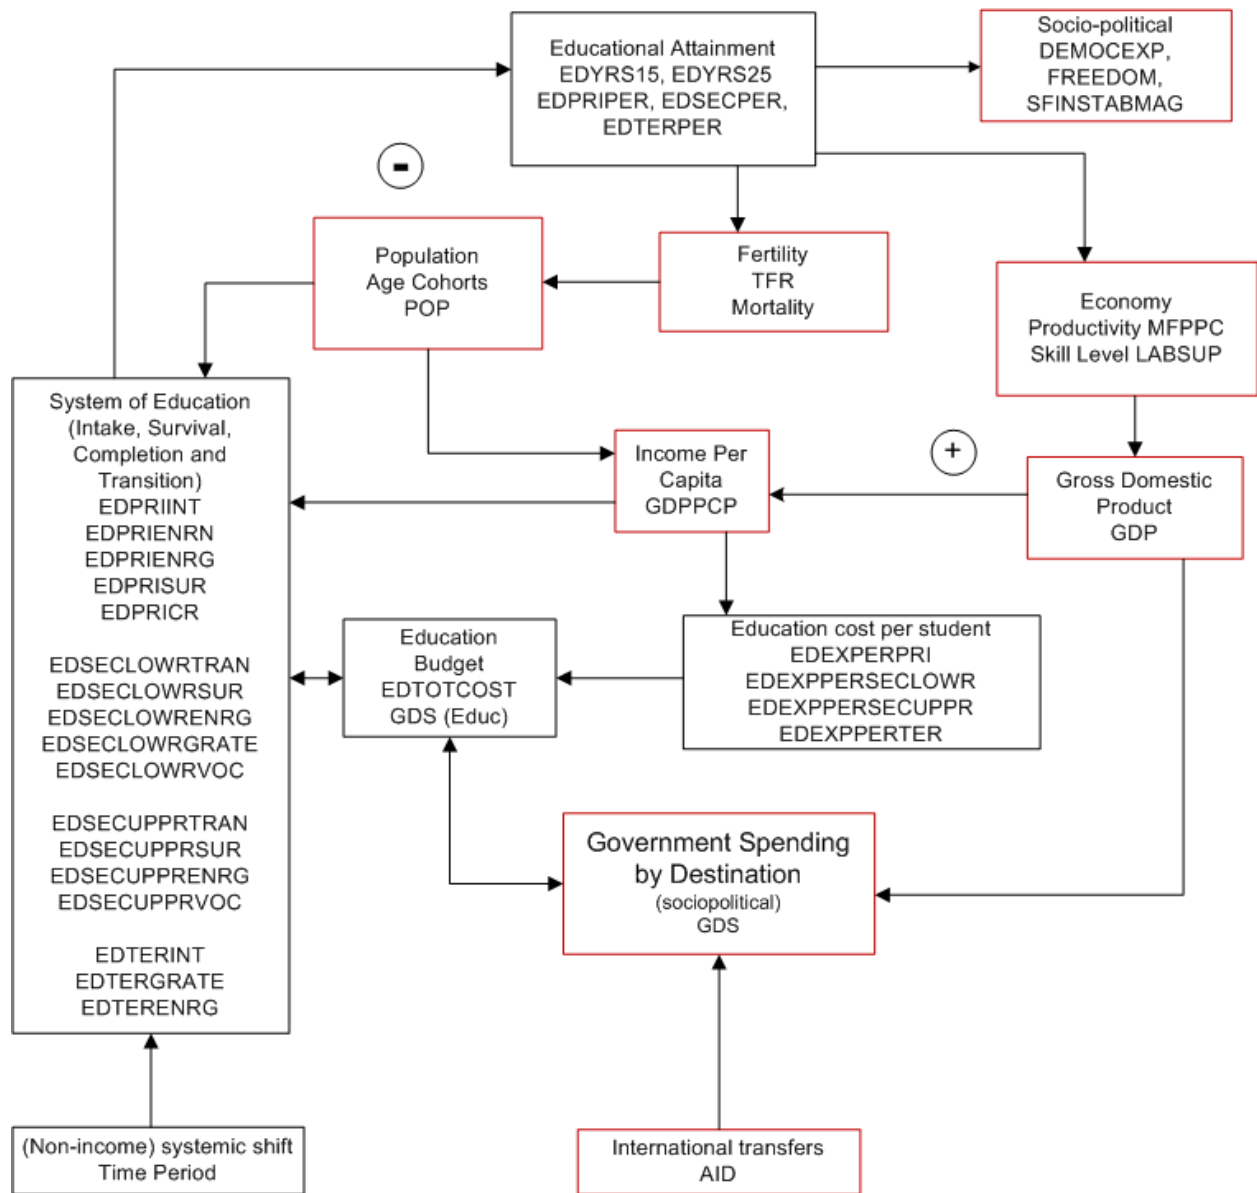 Educational Attainment
EDYRS15, EDYRS25
EDPRIPER, EDSECPER,
EDTERPER
Socio-political
DEMOCEXP,
FREEDOM,
SFINSTABMAG
-
Population
Age Cohorts
POP
Fertility
TFR
Mortality
Economy
Productivity MFPPC
Skill Level LABSUP
System of Education
(Intake, Survival,
Completion and
Transition)
EDPRIINT
EDPRIENRN
EDPRIENRG
EDPRISUR
EDPRICR
EDSECLOWRTRAN
EDSECLOWRSUR
EDSECLOWRENRG
EDSECLOWRGRATE
EDSECLOWRVOC
EDSECUPPRTRAN
EDSECUPPRSUR
EDSECUPPRENRG
EDSECUPPRVOC
EDTERINT
EDTERGRATE
EDTERENRG
Income Per
Capita
GDPPCP
+
Gross Domestic
Product
GDP
Education
Budget
EDTOTCOST
GDS (Educ)
Education cost per student
EDEXPERPRI
EDEXPPERSECLOWR
EDEXPPERSECUPPR
EDEXPPERTER
Government Spending
by Destination
(sociopolitical)
GDS
(Non-income) systemic shift
Time Period
International transfers
AID